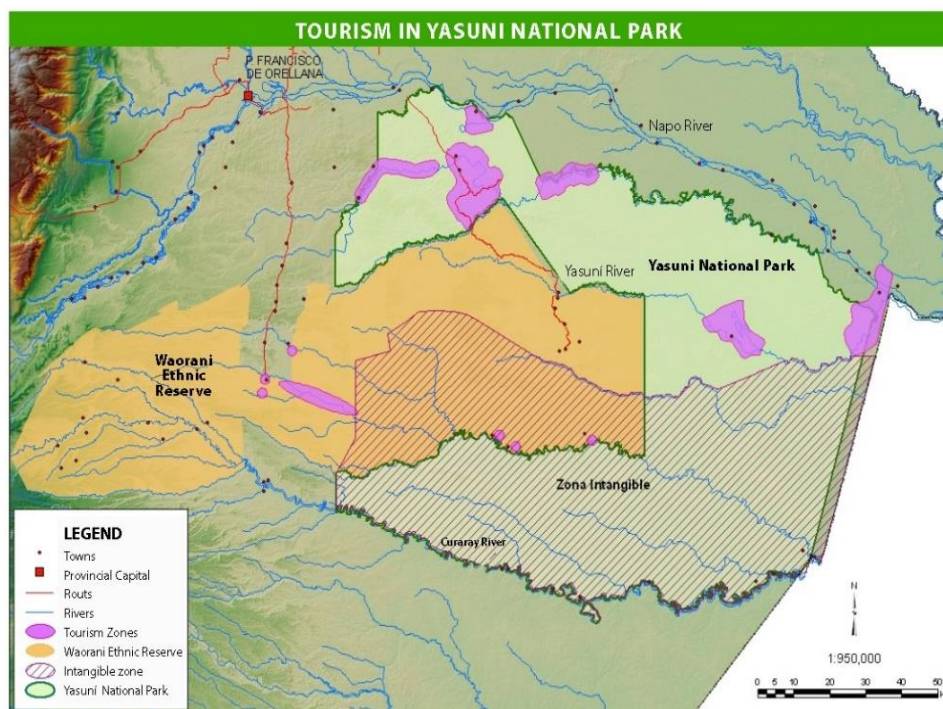 TOURISM IN YASUNI NATIONAL PARK
P. FRANCISCO
DE ORELLANA
Napo River
Yasuní River
Yasuni National Park
Waorani
Ethnic
Reserve
Zona Intangible
Curaray River
LEGEND
Towns
Provincial Capital
Routs
Rivers
Tourism Zones
Waorani Ethnic Reserve
Intangible zone
Yasuní National Park
N
1:950,000
0 5 10 20 30 40 50